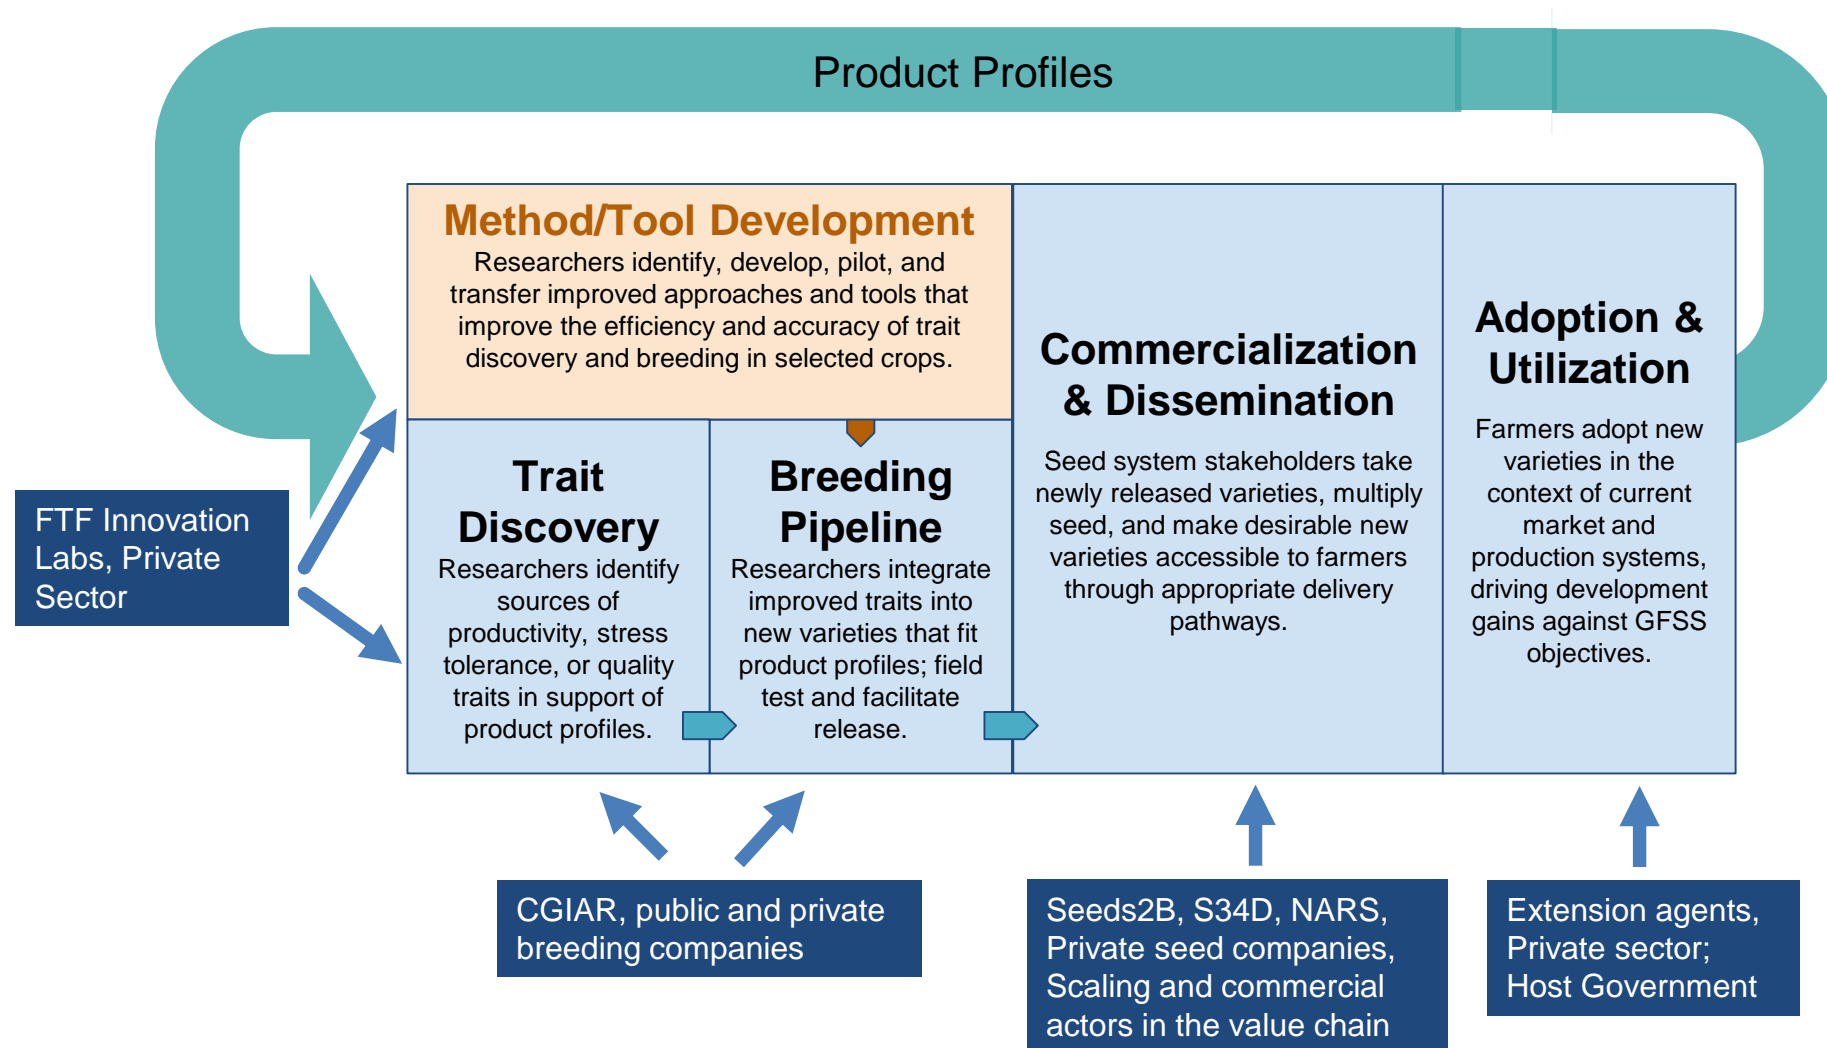 Product Profiles
Method/Tool Development
Researchers identify, develop, pilot, and
transfer improved approaches and tools that
improve the efficiency and accuracy of trait
discovery and breeding in selected crops.
Trait
Discovery
Researchers identify
sources of
productivity, stress
tolerance, or quality
traits in support of
product profiles.
Breeding
Pipeline
Researchers integrate
improved traits into
new varieties that fit
product profiles; field
test and facilitate
release.
Commercialization
& Dissemination
Seed system stakeholders take
newly released varieties, multiply
seed, and make desirable new
varieties accessible to farmers
through appropriate delivery
pathways.
Adoption &
Utilization
Farmers adopt new
varieties in the
context of current
market and
production systems,
driving development
gains against GFSS
objectives.
FTF Innovation
Labs, Private
Sector
CGIAR, public and private
breeding companies
Seeds2B, S34D, NARS,
Private seed companies,
Scaling and commercial
actors in the value chain
Extension agents,
Private sector;
Host Government